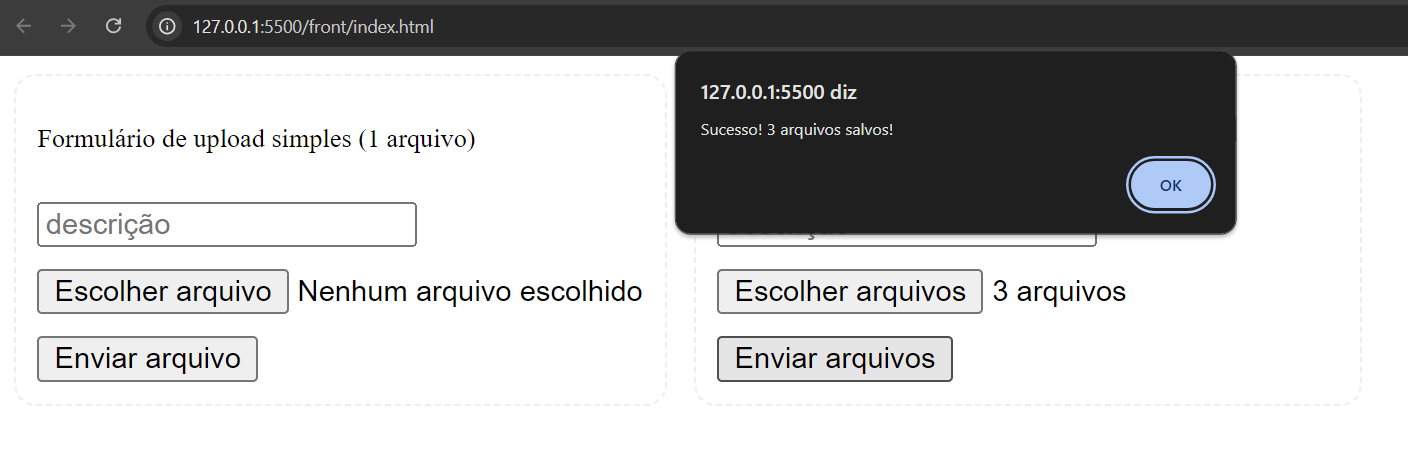 127.0.0.1:5500/front/index.html
127.0.0.1:5500 diz
Sucesso! 3 arquivos salvos!
OK
Formulário de upload simples (1 arquivo)
descrição
Escolher arquivo Nenhum arquivo escolhido
Enviar arquivo
Escolher arquivos 3 arquivos
Enviar arquivos